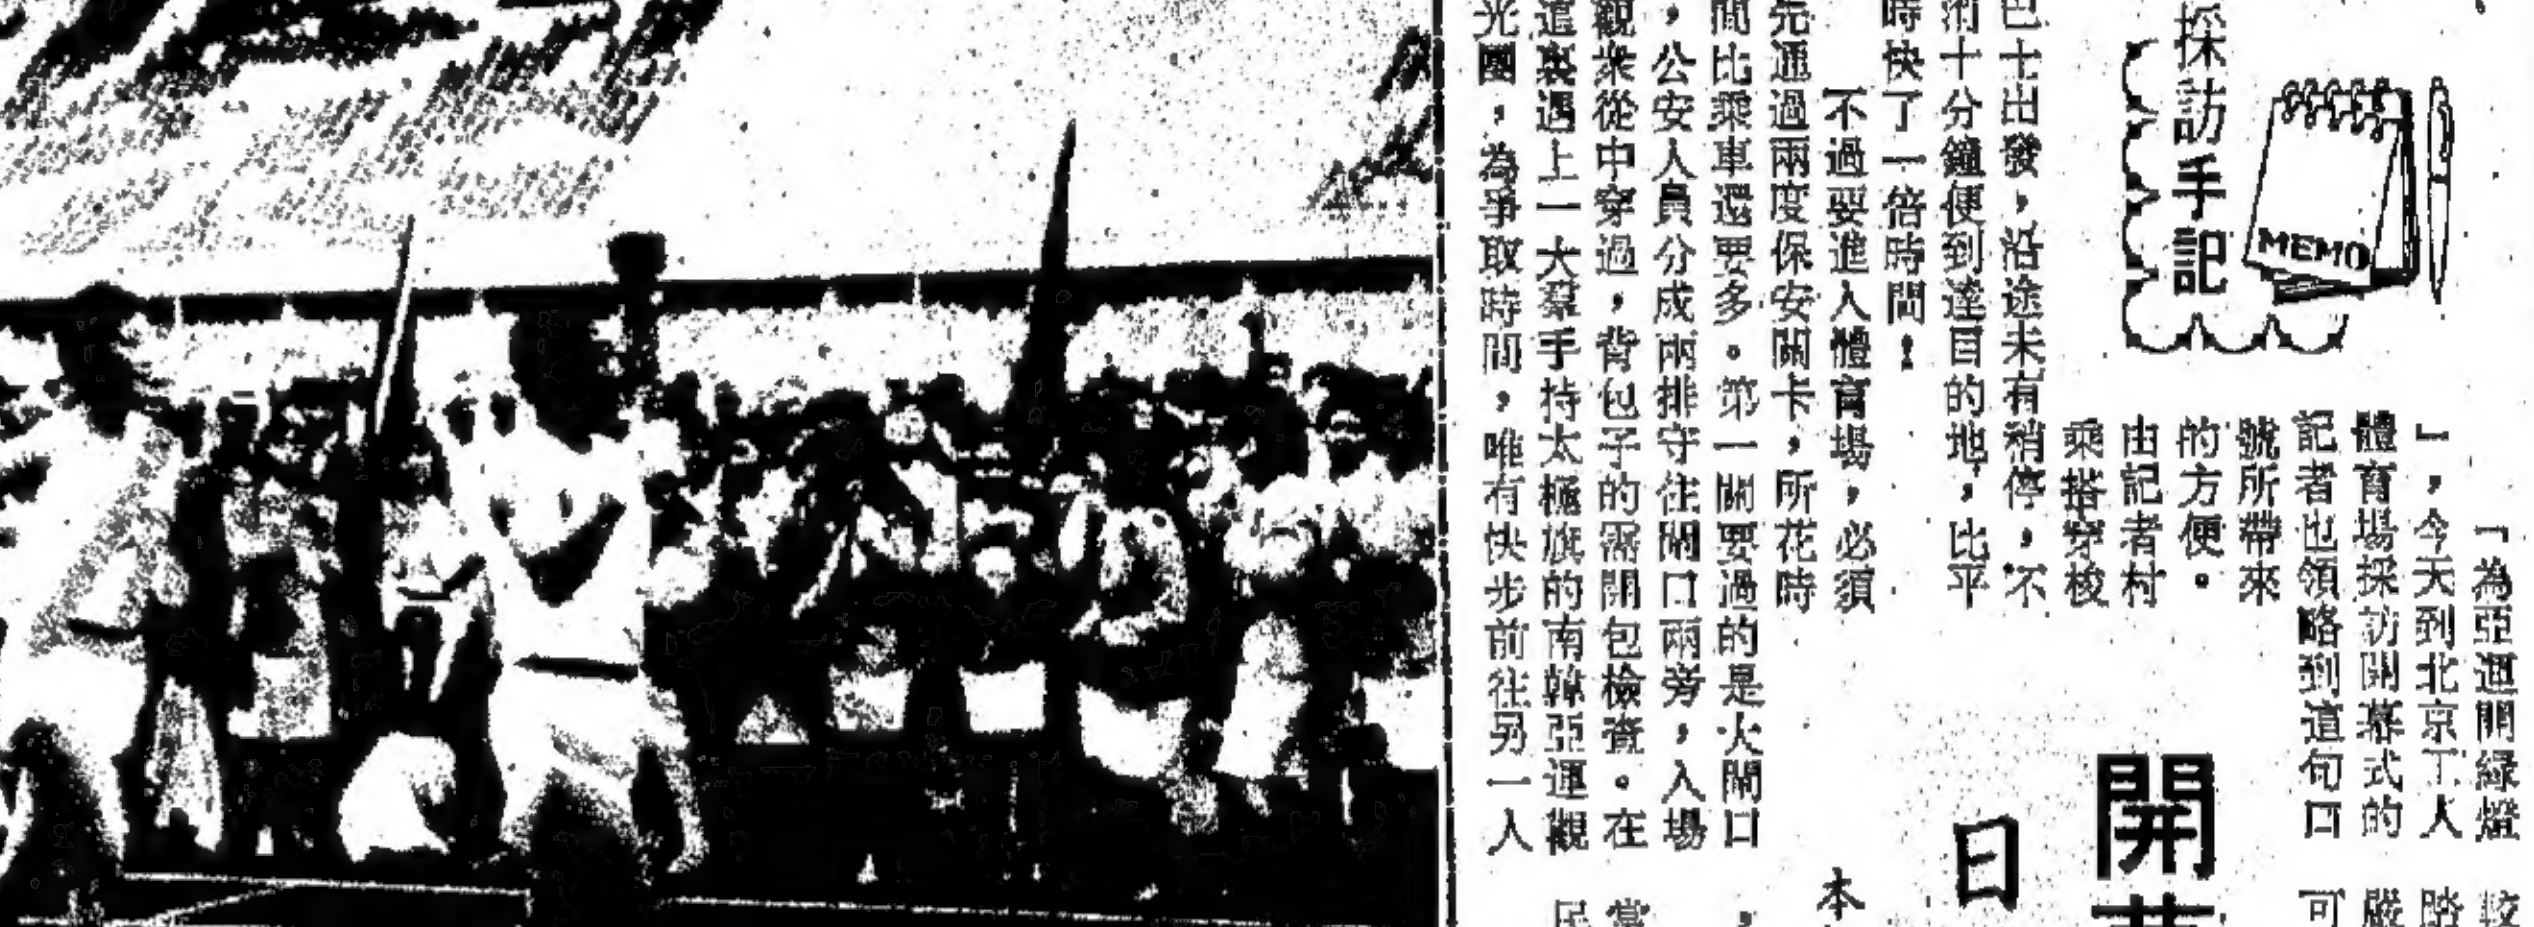 採訪手記
MEMO
「為亞運開綠燈
」,今天到北京工人
體育場採訪開幕式的
記者也領略到這句口
號所帶來
的方便。
由記者村
乘搭穿梭
巴士出發,沿途未有稍停,不
消十分鐘便到達目的地,比平
時快了一倍時間!
不過要進入體育場,必須
先通過兩度保安關卡,所花時
間比乘車還要多。第一關要過的是大閘口
,公安人員分成兩排守往閘口兩旁,入場
觀衆從中穿過,背包子的需開包檢查。在
這裏遇上一大羣手持太極旗的南韓亞運觀
光團,為爭取時間,唯有快步前往另一人
開
日
本
可